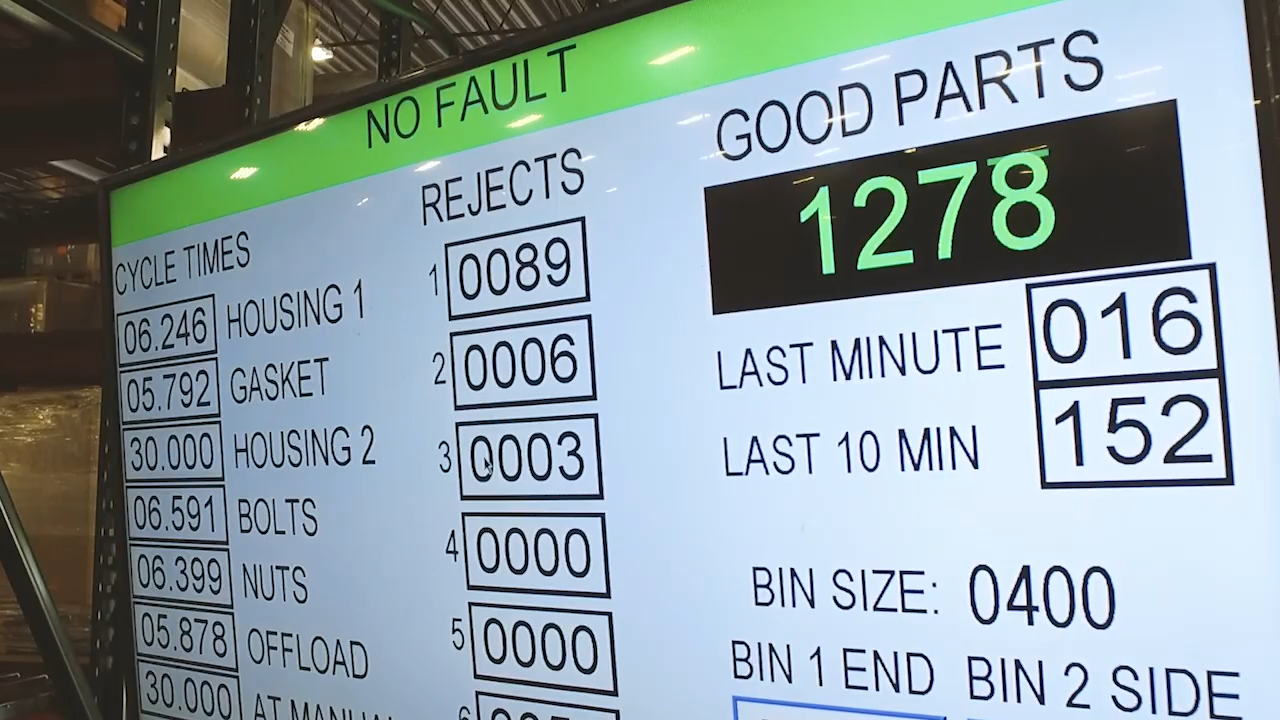 NO FAULT
CYCLE TIMES
06.246 HOUSING 1
05.792 GASKET
30.000 HOUSING 2
06.591 BOLTS
06.399 NUTS
05.878 OFFLOAD
30.000 AT
REJECTS
1 0089
2 0006
3 0003
4 0000
5 0000
GOOD PARTS
1278
LAST MINUTE 016
LAST 10 MIN 152
BIN SIZE: 0400
BIN 1 END BIN 2 SIDE